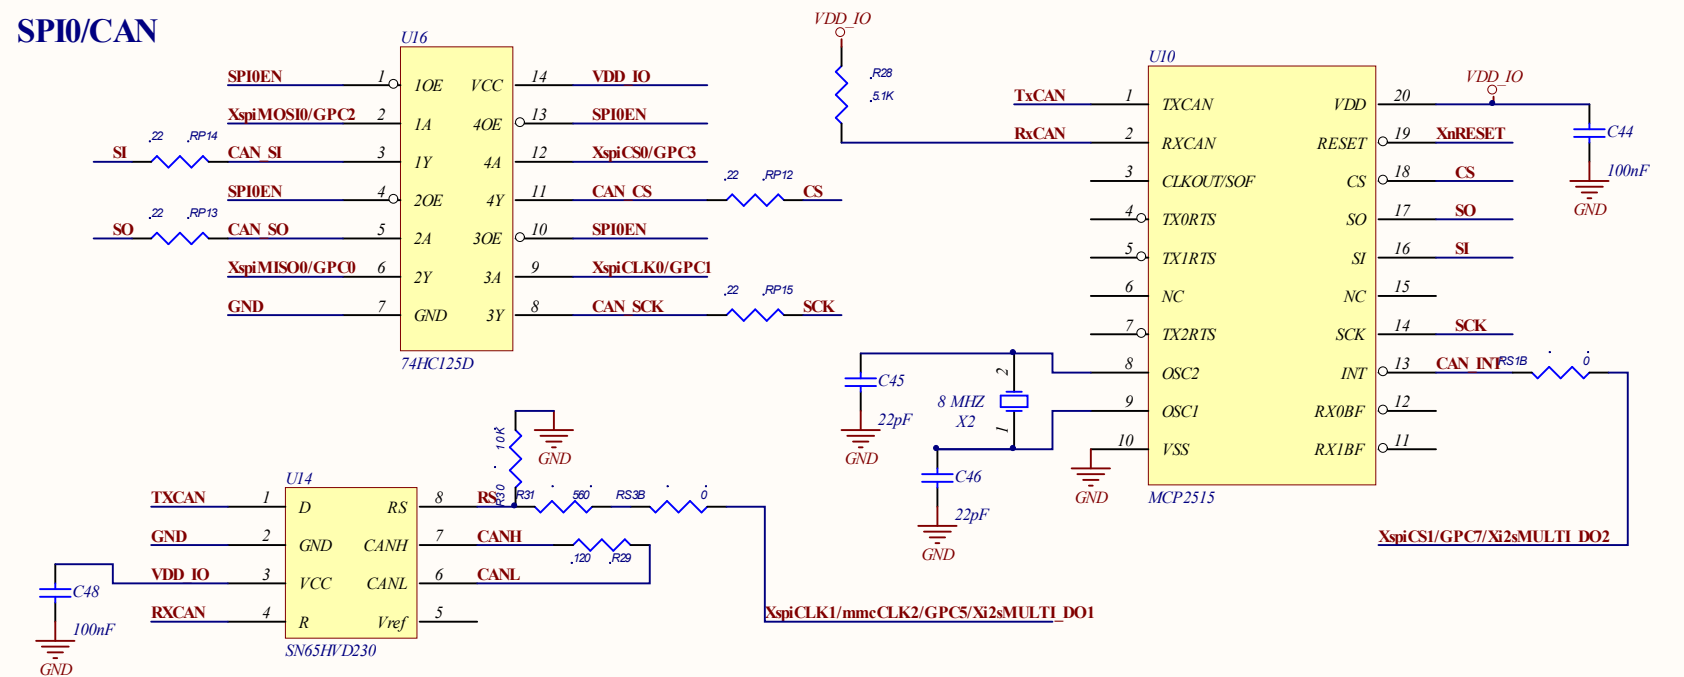 SPI0/CAN
U16
SPI0EN 1 1OE VCC 14 VDD_IO
XspiMOSI0/GPC2 2 1A 4OE 13 SPI0EN
SI .22 .RP14 CAN_SI 3 1Y 4A 12 XspiCS0/GPC3
SPI0EN 4 2OE 4Y 11 CAN_CS .22 .RP12 CS
SO .22 .RP13 CAN_SO 5 2A 3OE 10 SPI0EN
XspiMISO0/GPC0 6 2Y 3A 9 XspiCLK0/GPC1
GND 7 GND 3Y 8 CAN_SCK .22 .RP15 SCK
74HC125D
VDD_IO
.R28
.5.1K
U10
TxCAN 1 TXCAN VDD 20 VDD_IO
RxCAN 2 RXCAN RESET 19 XnRESET
3 CLKOUT/SOF CS 18 CS
4 TX0RTS SO 17 SO
5 TX1RTS SI 16 SI
6 NC NC 15
7 TX2RTS SCK 14 SCK
8 OSC2 INT 13 CAN_INT RS1B 0
9 OSC1 RX0BF 12
10 VSS RX1BF 11
MCP2515
C44
100nF
GND
C45
22pF
GND
2
8 MHZ
X2
1
C46
22pF
GND
GND
XspiCS1/GPC7/Xi2sMULTI_DO2
10K
R30
GND
U14
TXCAN 1 D RS 8 RS R31 560 RS3B 0
GND 2 GND CANH 7 CANH .120 .R29
VDD_IO 3 VCC CANL 6 CANL
RXCAN 4 R Vref 5
SN65HVD230
C48
100nF
GND
XspiCLK1/mmcCLK2/GPC5/Xi2sMULTI_DO1